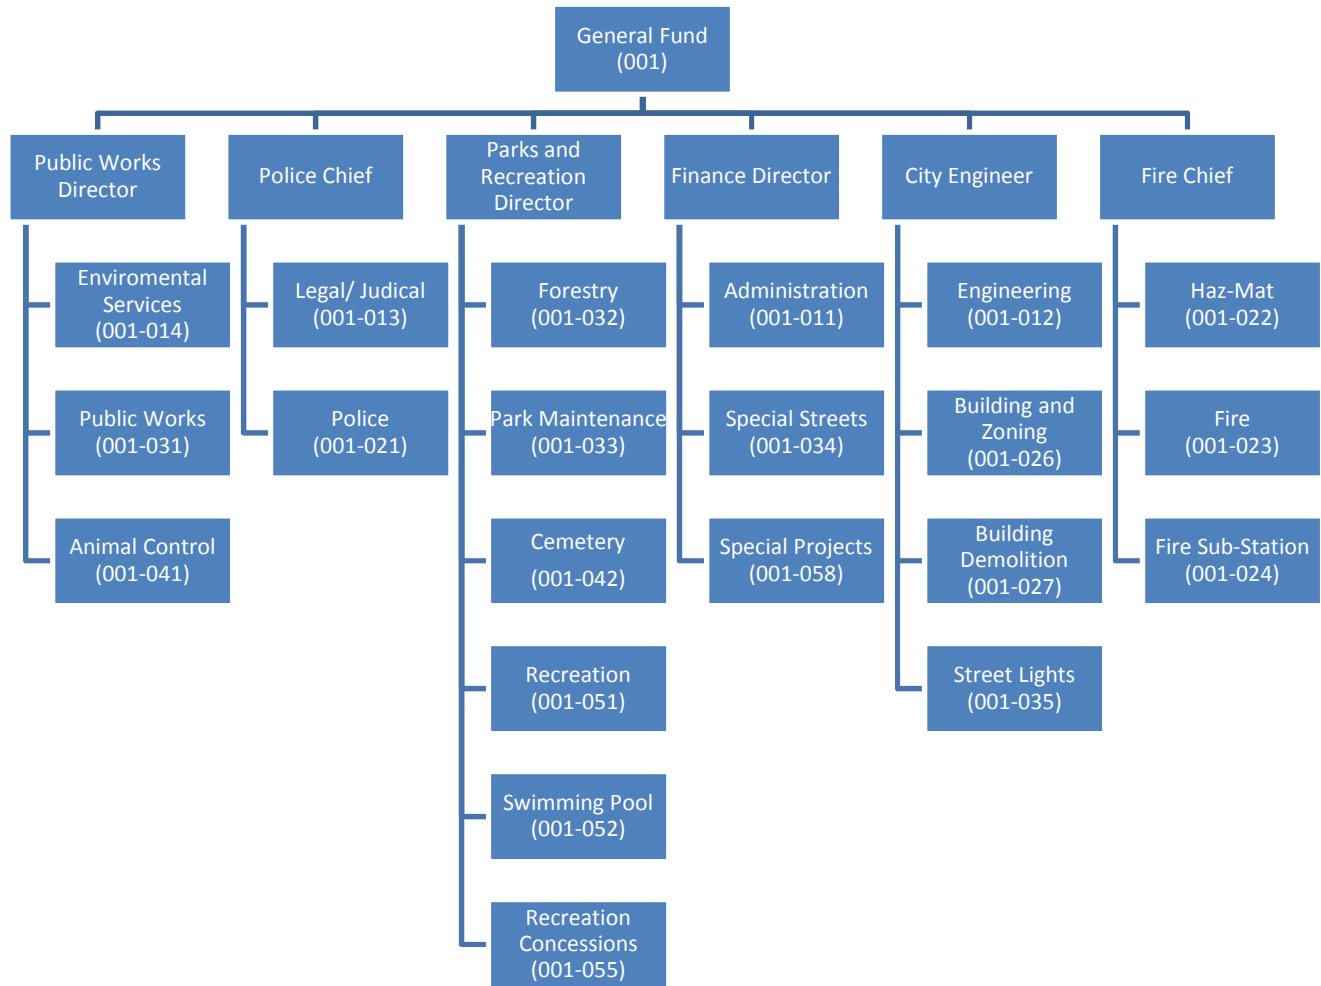 General Fund
(001)
Public Works
Director
Police Chief
Parks and
Recreation
Director
Finance Director
City Engineer
Fire Chief
Enviromental
Services
(001-014)
Legal/ Judical
(001-013)
Forestry
(001-032)
Administration
(001-011)
Engineering
(001-012)
Haz-Mat
(001-022)
Public Works
(001-031)
Police
(001-021)
Park Maintenance
(001-033)
Special Streets
(001-034)
Building and
Zoning
(001-026)
Fire
(001-023)
Animal Control
(001-041)
Cemetery
(001-042)
Special Projects
(001-058)
Building
Demolition
(001-027)
Fire Sub-Station
(001-024)
Recreation
(001-051)
Street Lights
(001-035)
Swimming Pool
(001-052)
Recreation
Concessions
(001-055)